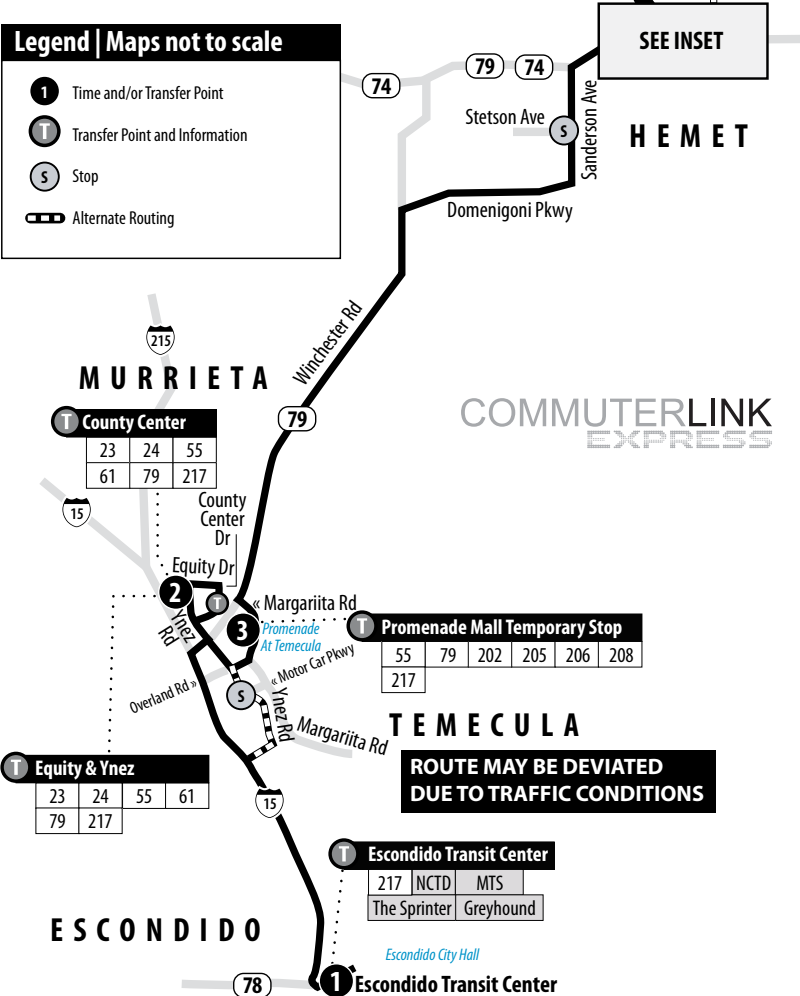 SEE INSET
Legend | Maps not to scale
1 Time and/or Transfer Point
T Transfer Point and Information
S Stop
Alternate Routing
74
79 74
Stetson Ave
S
Sanderson Ave
HEMET
Domenigoni Pkwy
Winchester Rd
215
MURRIETA
79
COMMUTERLINK
EXPRESS
T County Center
23 24 55
61 79 217
15
County
Center
Dr
Equity Dr
2
T
Ynez
Rd
« Margariita Rd
3
Promenade
At Temecula
T Promenade Mall Temporary Stop
55 79 202 205 206 208
217
« Motor Car Pkwy
Overland Rd »
S
Ynez Rd
Margariita Rd
TEMECULA
ROUTE MAY BE DEVIATED
DUE TO TRAFFIC CONDITIONS
T Equity & Ynez
23 24 55 61
79 217
15
T Escondido Transit Center
217 NCTD MTS
The Sprinter Greyhound
ESCONDIDO
Escondido City Hall
78
1 Escondido Transit Center